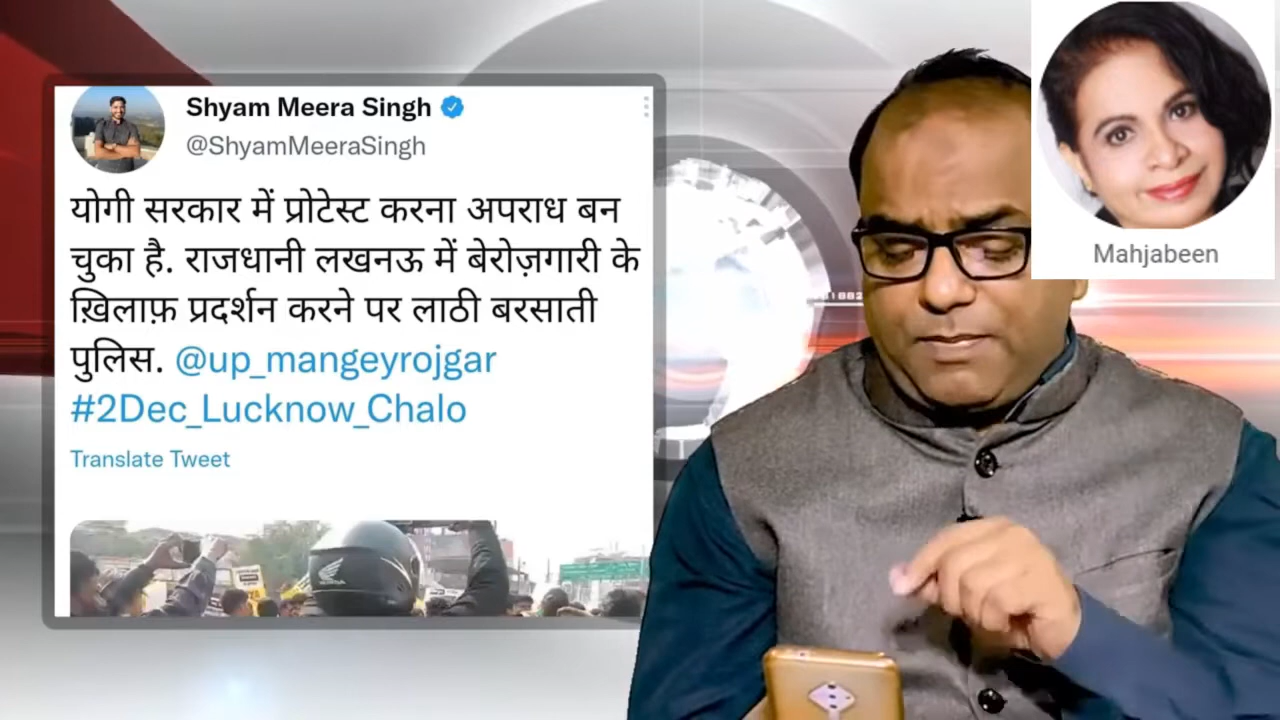 Shyam Meera Singh
@ShyamMeeraSingh
योगी सरकार में प्रोटेस्ट करना अपराध बन
चुका है. राजधानी लखनऊ में बेरोज़गारी के
ख़िलाफ़ प्रदर्शन करने पर लाठी बरसाती
पुलिस. @up_mangeyrojgar
#2Dec_Lucknow_Chalo
Translate Tweet
HONDA
Mahjabeen